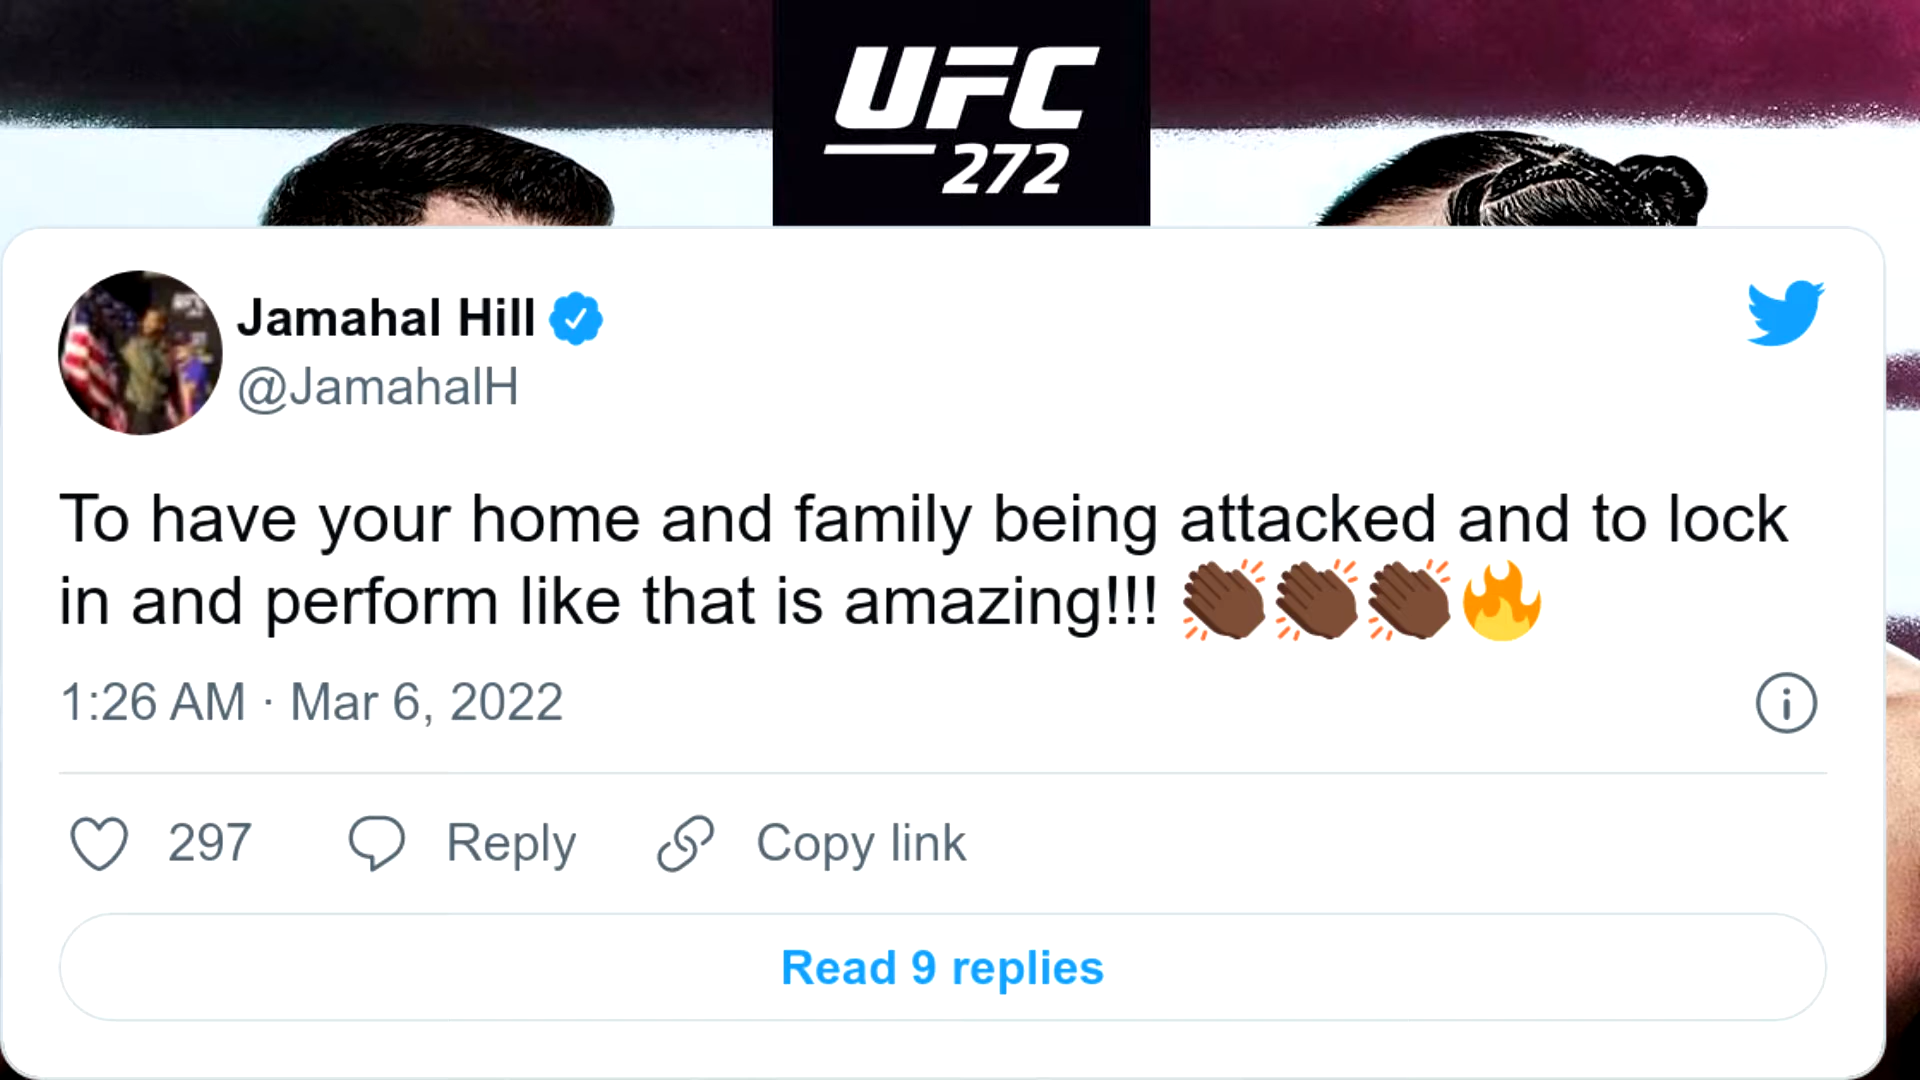 UFC
272
Jamahal Hill
@JamahalH
To have your home and family being attacked and to lock
in and perform like that is amazing!!! 👏🏿👏🏿👏🏿🔥
1:26 AM · Mar 6, 2022
297 Reply Copy link
Read 9 replies